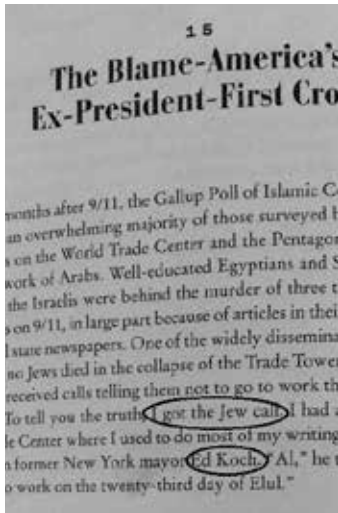 15
The Blame-America's
Ex-President-First Cro
months after 9/11, the Gallup Poll of Islamic C
an overwhelming majority of those surveyed
s on the World Trade Center and the Pentagon
work of Arabs. Well-educated Egyptians and S
the Israelis were behind the murder of three t
s on 9/11, in large part because of articles in thei
state newspapers. One of the widely dissemina
no Jews died in the collapse of the Trade Tower
received calls telling them not to go to work th
To tell you the truth, I got the Jew call. I had a
Center where I used to do most of my writing
former New York mayor Ed Koch. "Al," he
o work on the twenty-third day of Elul."